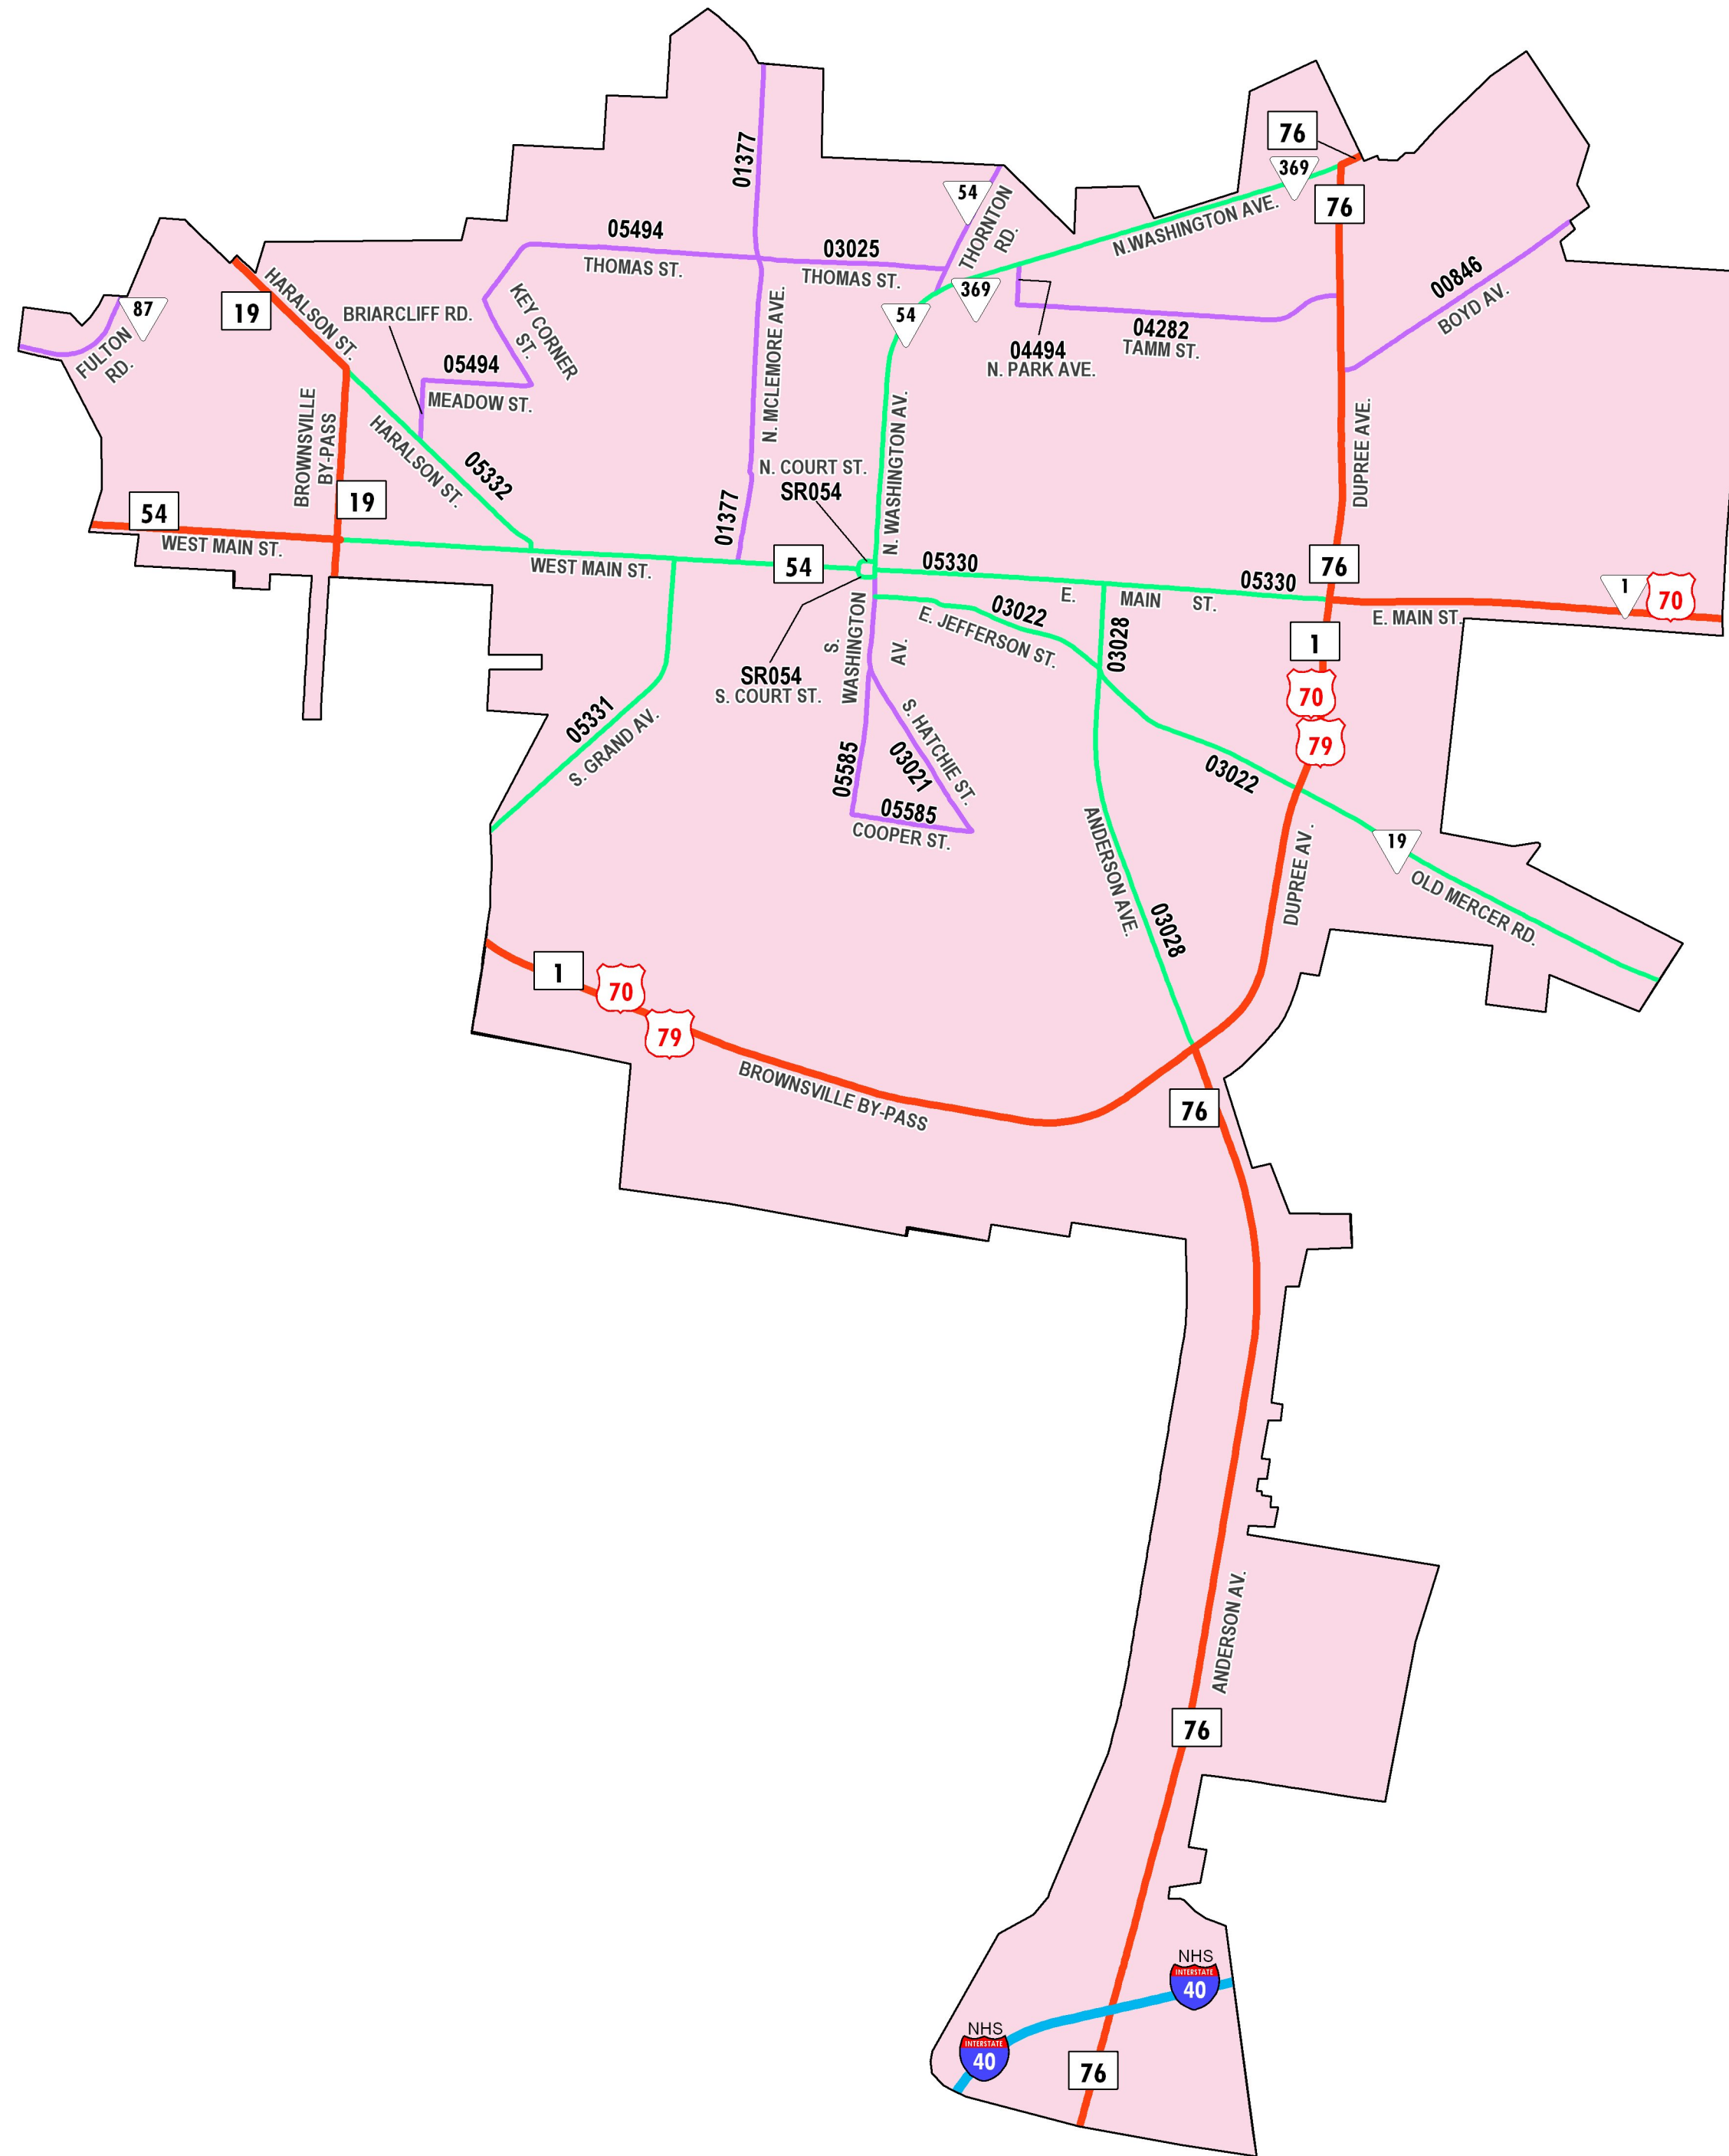 76
369
76
N.WASHINGTON AVE.
01377
54
THORNTON
RD.
05494
THOMAS ST.
03025
THOMAS ST.
00846
BOYD AV.
HARALSON ST.
19
87
FULTON
RD.
BRIARCLIFF RD.
KEY CORNER
ST.
369
54
04282
TAMM ST.
04494
N. PARK AVE.
05494
MEADOW ST.
N. MCLEMORE AVE.
BROWNSVILLE
BY-PASS
HARALSON ST.
05332
N. WASHINGTON AV.
DUPREE AVE.
N. COURT ST.
SR054
19
54
WEST MAIN ST.
01377
WEST MAIN ST.
54
05330
76
05330
E.
MAIN
ST.
1
70
E. MAIN ST.
03022
E. JEFFERSON ST.
03028
1
S.
WASHINGTON
AV.
SR054
S. COURT ST.
70
79
05331
S. GRAND AV.
S. HATCHIE ST.
03021
05585
05585
COOPER ST.
03022
19
OLD MERCER RD.
ANDERSON AVE.
03028
DUPREE AV.
1
70
79
BROWNSVILLE BY-PASS
76
ANDERSON AV.
76
NHS
INTERSTATE
40
NHS
INTERSTATE
40
76